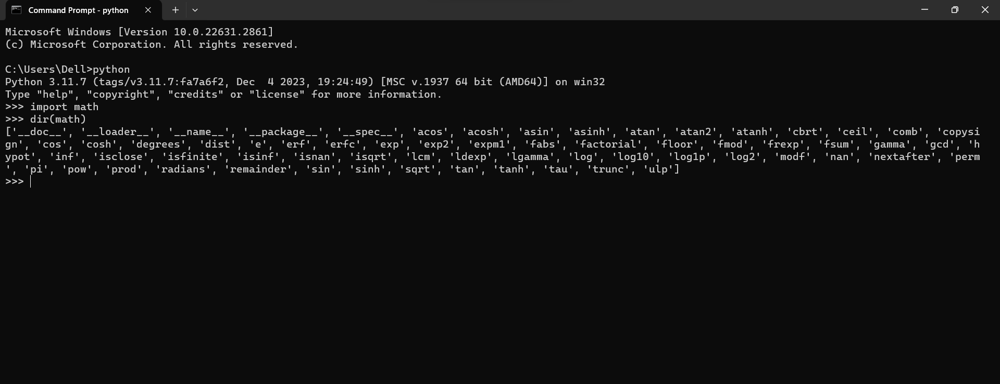 Command Prompt - python
Microsoft Windows [Version 10.0.22631.2861]
(c) Microsoft Corporation. All rights reserved.
C:\Users\Dell>python
Python 3.11.7 (tags/v3.11.7:fa7a6f2, Dec  4 2023, 19:24:49) [MSC v.1937 64 bit (AMD64)] on win32
Type "help", "copyright", "credits" or "license" for more information.
>>> import math
>>> dir(math)
['__doc__', '__loader__', '__name__', '__package__', '__spec__', 'acos', 'acosh', 'asin', 'asinh', 'atan', 'atan2', 'atanh', 'cbrt', 'ceil', 'comb', 'copysi
gn', 'cos', 'cosh', 'degrees', 'dist', 'e', 'erf', 'erfc', 'exp', 'exp2', 'expm1', 'fabs', 'factorial', 'floor', 'fmod', 'frexp', 'fsum', 'gamma', 'gcd', 'h
ypot', 'inf', 'isclose', 'isfinite', 'isinf', 'isnan', 'isqrt', 'lcm', 'ldexp', 'lgamma', 'log', 'log10', 'log1p', 'log2', 'modf', 'nan', 'nextafter', 'perm
', 'pi', 'pow', 'prod', 'radians', 'remainder', 'sin', 'sinh', 'sqrt', 'tan', 'tanh', 'tau', 'trunc', 'ulp']
>>>